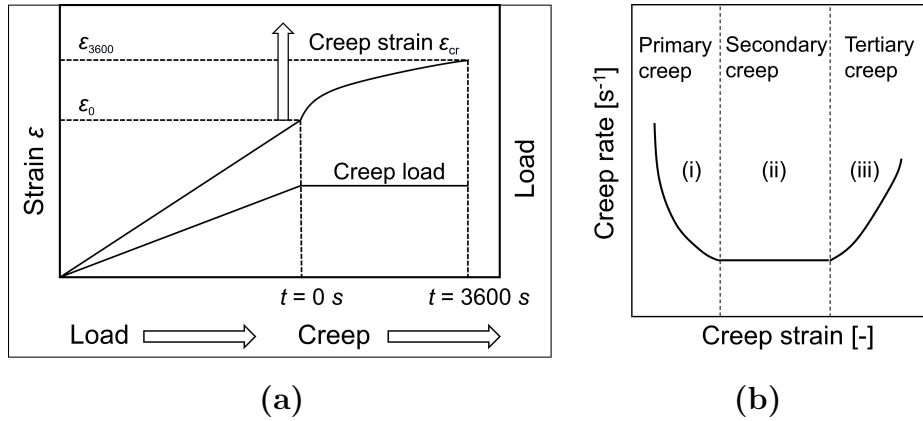 ε₃₆₀₀
Creep strain ε_cr
ε₀
Strain ε
Creep load
Load
t = 0 s
t = 3600 s
Load
Creep
(a)
Primary creep
Secondary creep
Tertiary creep
Creep rate [s⁻¹]
(i)
(ii)
(iii)
Creep strain [-]
(b)